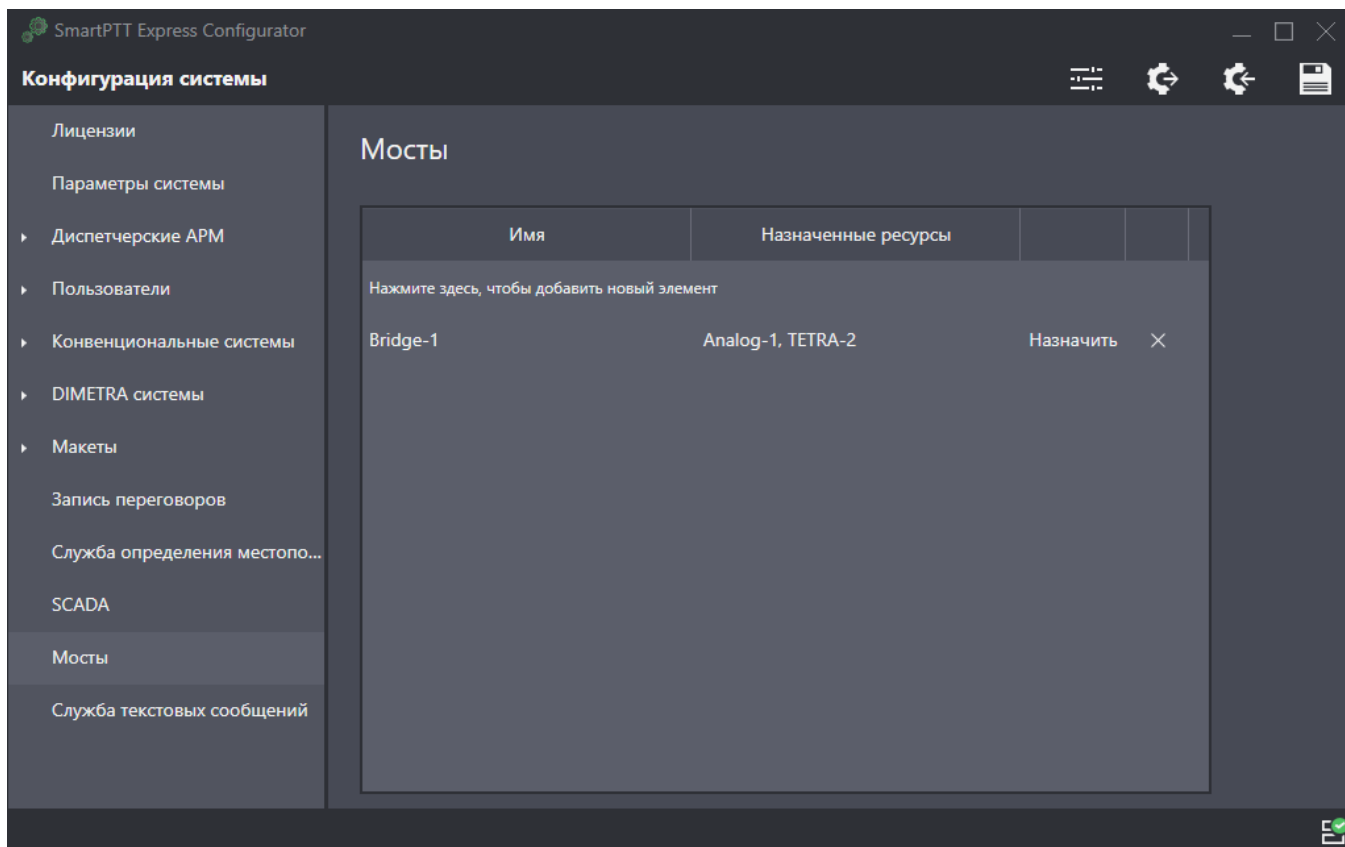 SmartPTT Express Configurator
Конфигурация системы
Лицензии
Параметры системы
Диспетчерские АРМ
Пользователи
Конвенциональные системы
DIMETRA системы
Макеты
Запись переговоров
Служба определения местопо...
SCADA
Мосты
Служба текстовых сообщений
Мосты
Имя Назначенные ресурсы
Нажмите здесь, чтобы добавить новый элемент
Bridge-1 Analog-1, TETRA-2 Назначить